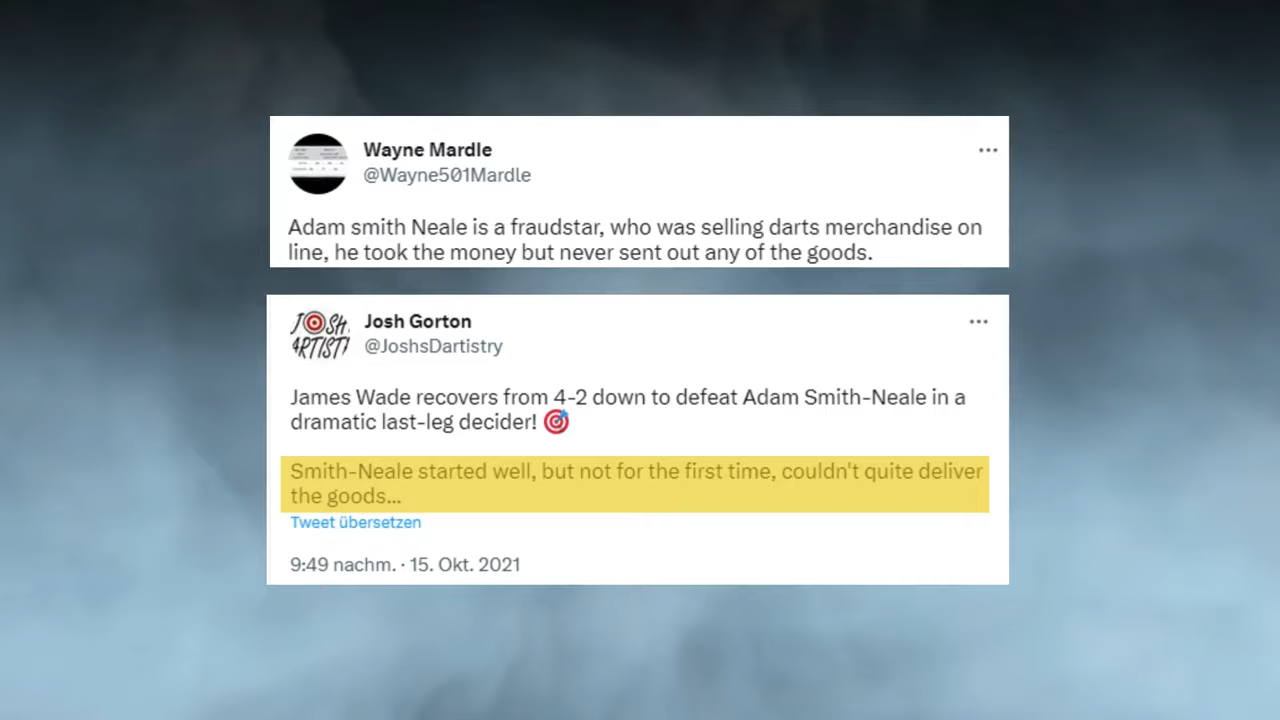 Wayne Mardle
@Wayne501Mardle
Adam smith Neale is a fraudstar, who was selling darts merchandise on
line, he took the money but never sent out any of the goods.
JOSH
ARTIST
Josh Gorton
@JoshsDartistry
James Wade recovers from 4-2 down to defeat Adam Smith-Neale in a
dramatic last-leg decider! 🎯
Smith-Neale started well, but not for the first time, couldn't quite deliver
the goods...
Tweet übersetzen
9:49 nachm. · 15. Okt. 2021